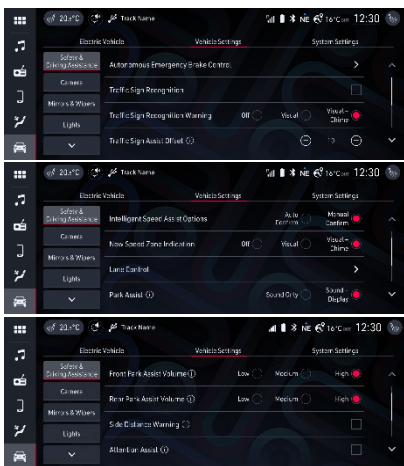 20.5°C Track Name NE 16°C 12:30
Electric Vehicle Vehicle Settings System Settings
Safety &
Driving Assistance
Autonomous Emergency Brake Control
Camera
Traffic Sign Recognition
Mirrors & Wipers
Traffic Sign Recognition Warning Off Visual Visual +
Chime
Lights
Traffic Sign Assist Offset
20.5°C Track Name NE 16°C 12:30
Electric Vehicle Vehicle Settings System Settings
Safety &
Driving Assistance
Intelligent Speed Assist Options Auto
Confirm Manual
Confirm
Camera
New Speed Zone Indication Off Visual Visual +
Chime
Mirrors & Wipers
Lane Control
Lights
Park Assist Sound Only Sound +
Display
20.5°C Track Name NE 16°C 12:30
Electric Vehicle Vehicle Settings System Settings
Safety &
Driving Assistance
Front Park Assist Volume Low Medium High
Camera
Rear Park Assist Volume Low Medium High
Mirrors & Wipers
Side Distance Warning
Lights
Attention Assist